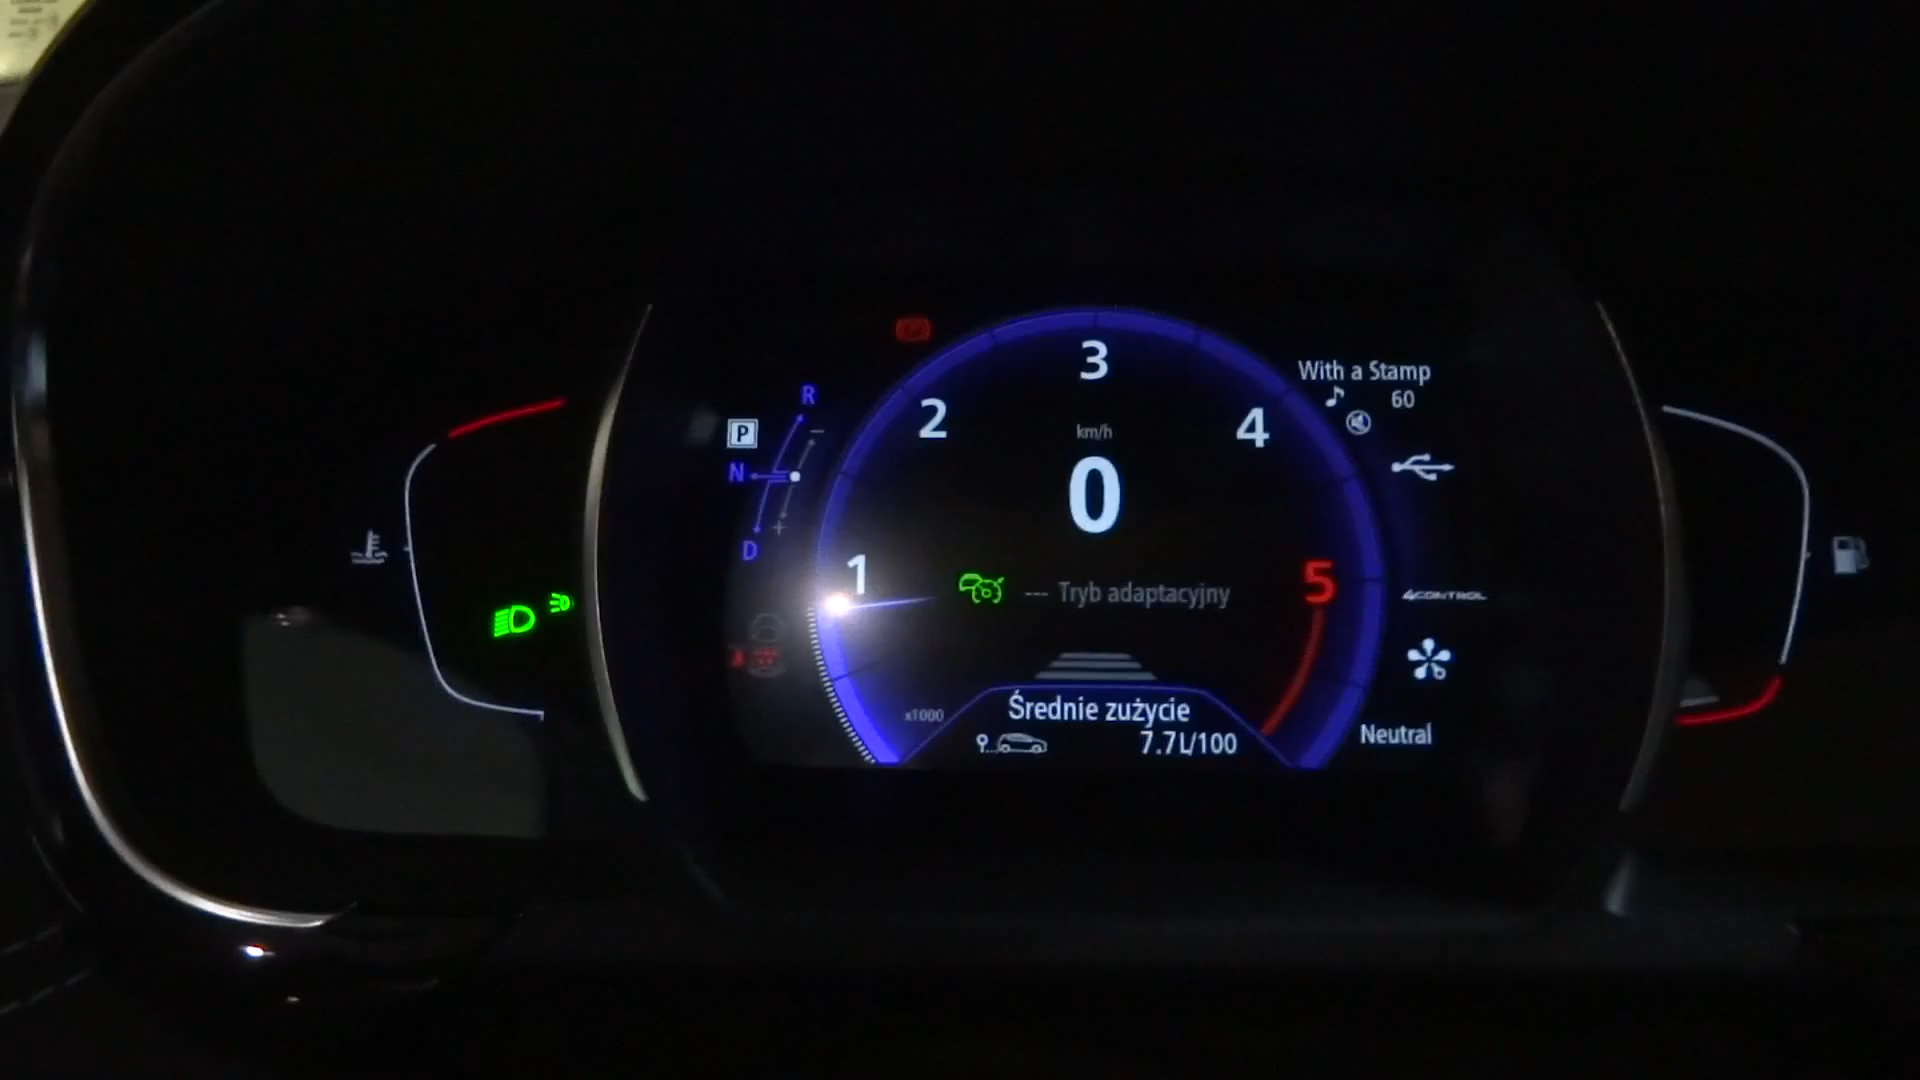 With a Stamp
60
3
2
4
km/h
0
R
P
N
D
1
5
--- Tryb adaptacyjny
4CONTROL
x1000
Średnie zużycie
7.7L/100
Neutral